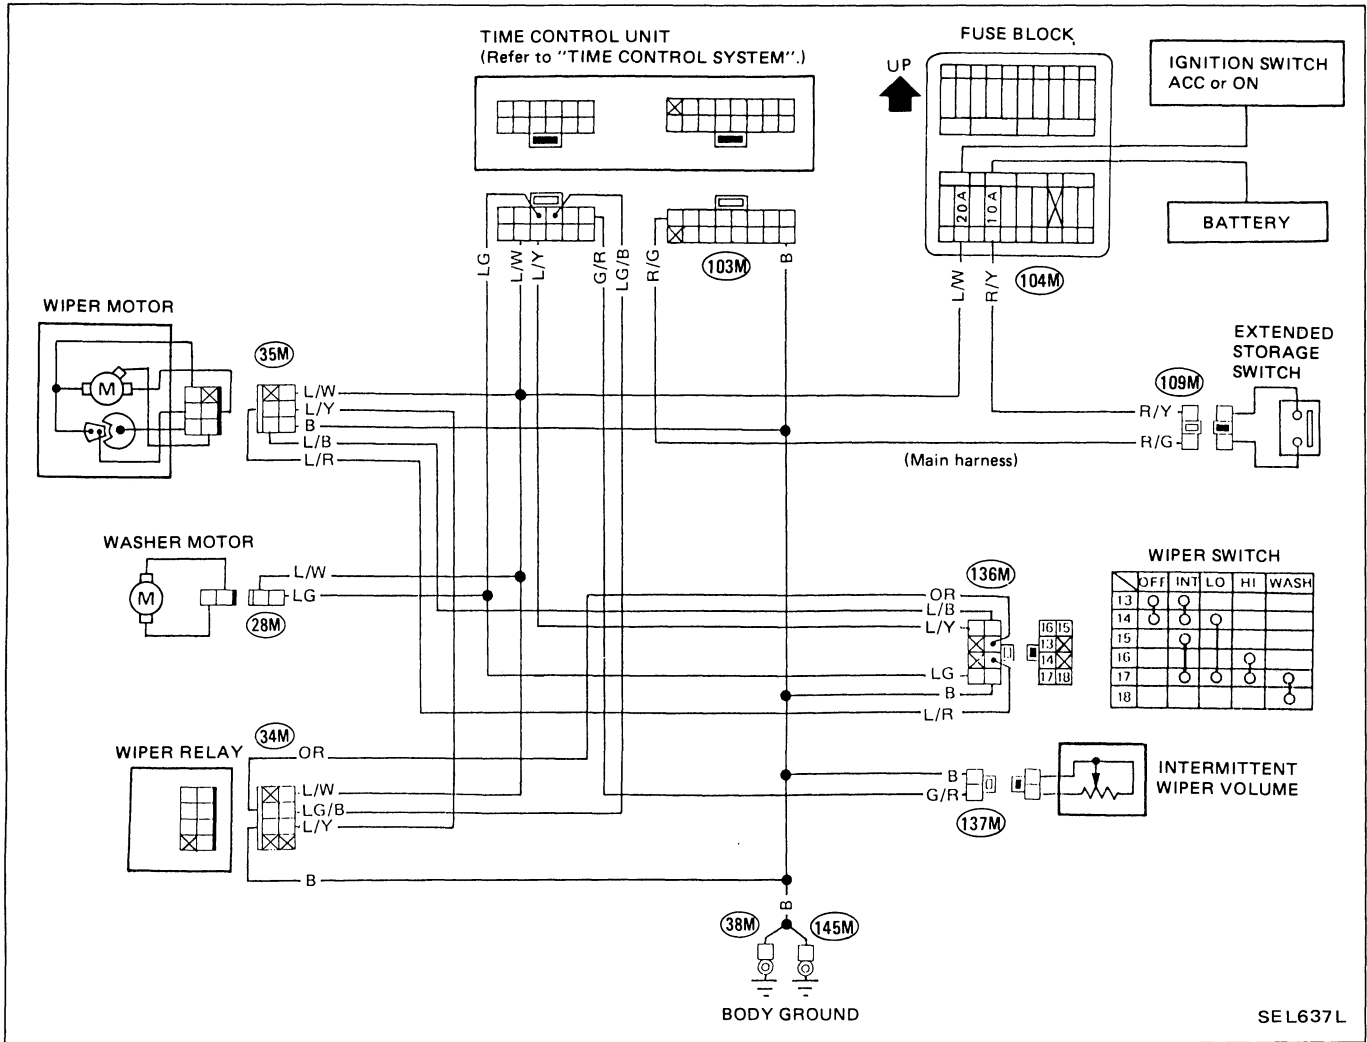 TIME CONTROL UNIT
(Refer to "TIME CONTROL SYSTEM".)
FUSE BLOCK
UP
IGNITION SWITCH
ACC or ON
20A
10A
BATTERY
LG
L/W
L/Y
G/R
LG/B
R/G
103M
B
L/W
R/Y
104M
WIPER MOTOR
M
35M
L/W
L/Y
B
L/B
L/R
EXTENDED
STORAGE
SWITCH
109M
R/Y
R/G
(Main harness)
WASHER MOTOR
M
L/W
LG
28M
136M
OR
L/B
L/Y
LG
B
L/R
16 15
13
14
17 18
WIPER SWITCH
OFF INT LO HI WASH
13
14
15
16
17
18
WIPER RELAY
34M
OR
L/W
LG/B
L/Y
B
B
G/R
137M
INTERMITTENT
WIPER VOLUME
B
38M
145M
BODY GROUND
SEL637L